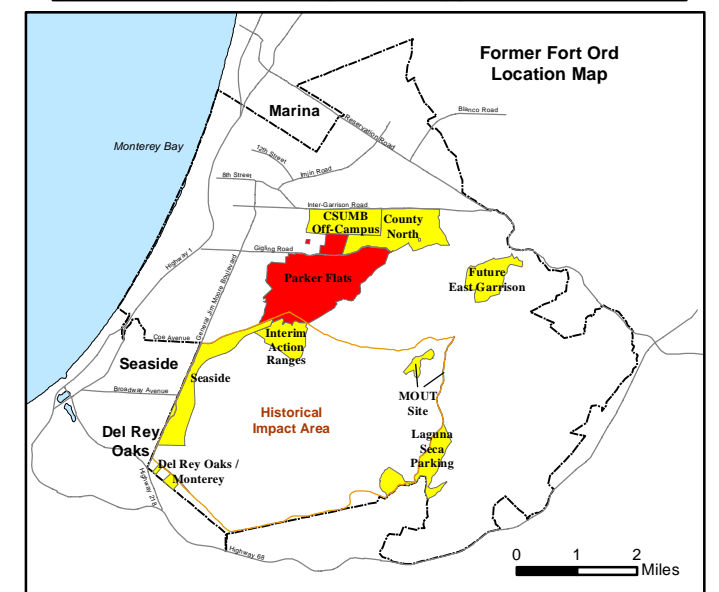 Former Fort Ord
Location Map
Marina
Blanco Road
Reservation Road
Monterey Bay
12th Street
Imjin Road
8th Street
Inter-Garrison Road
CSUMB
Off-Campus
County
North
Gigling Road
Highway 1
General Jim Moore Boulevard
Parker Flats
Future
East Garrison
Coe Avenue
Interim
Action
Ranges
Seaside
Seaside
Broadway Avenue
MOUT
Site
Historical
Impact Area
Del Rey
Oaks
Laguna
Seca
Parking
Del Rey Oaks /
Monterey
Highway 218
Highway 68
0 1 2
Miles